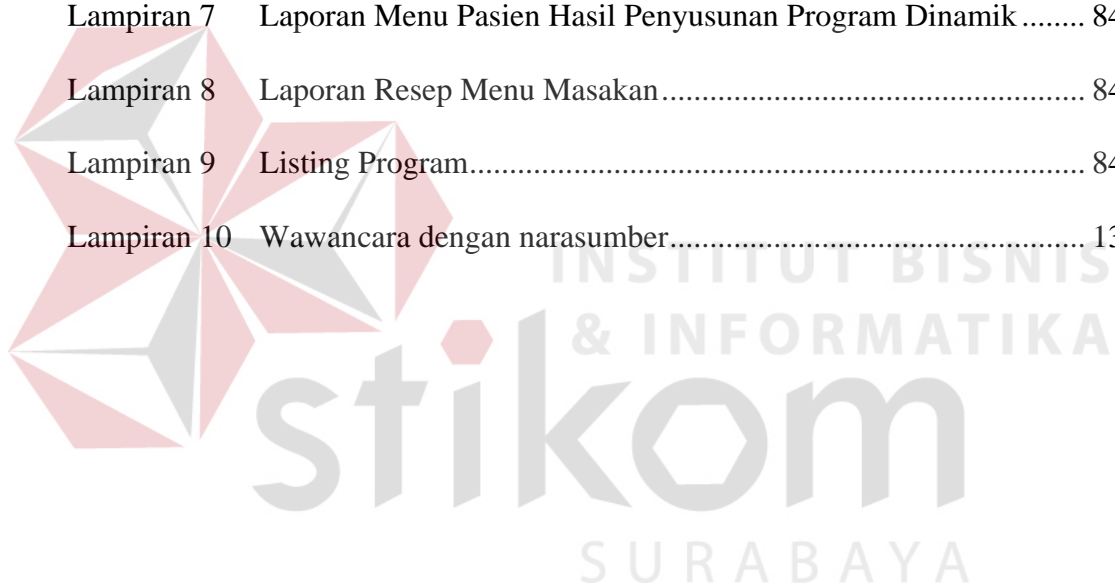 Lampiran 7 Laporan Menu Pasien Hasil Penyusunan Program Dinamik ........ 84
Lampiran 8 Laporan Resep Menu Masakan ..................................................... 84
Lampiran 9 Listing Program ............................................................................ 84
Lampiran 10 Wawancara dengan narasumber .................................................... 13
INSTITUT BISNIS
& INFORMATIKA
stikom
SURABAYA